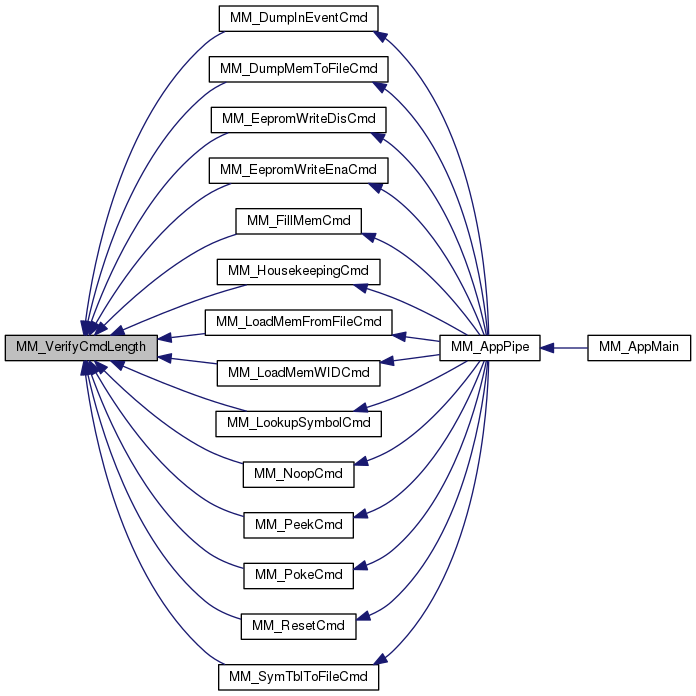 MM_DumpInEventCmd
MM_DumpMemToFileCmd
MM_EepromWriteDisCmd
MM_EepromWriteEnaCmd
MM_FillMemCmd
MM_HousekeepingCmd
MM_LoadMemFromFileCmd
MM_VerifyCmdLength
MM_AppPipe
MM_AppMain
MM_LoadMemWIDCmd
MM_LookupSymbolCmd
MM_NoopCmd
MM_PeekCmd
MM_PokeCmd
MM_ResetCmd
MM_SymTblToFileCmd